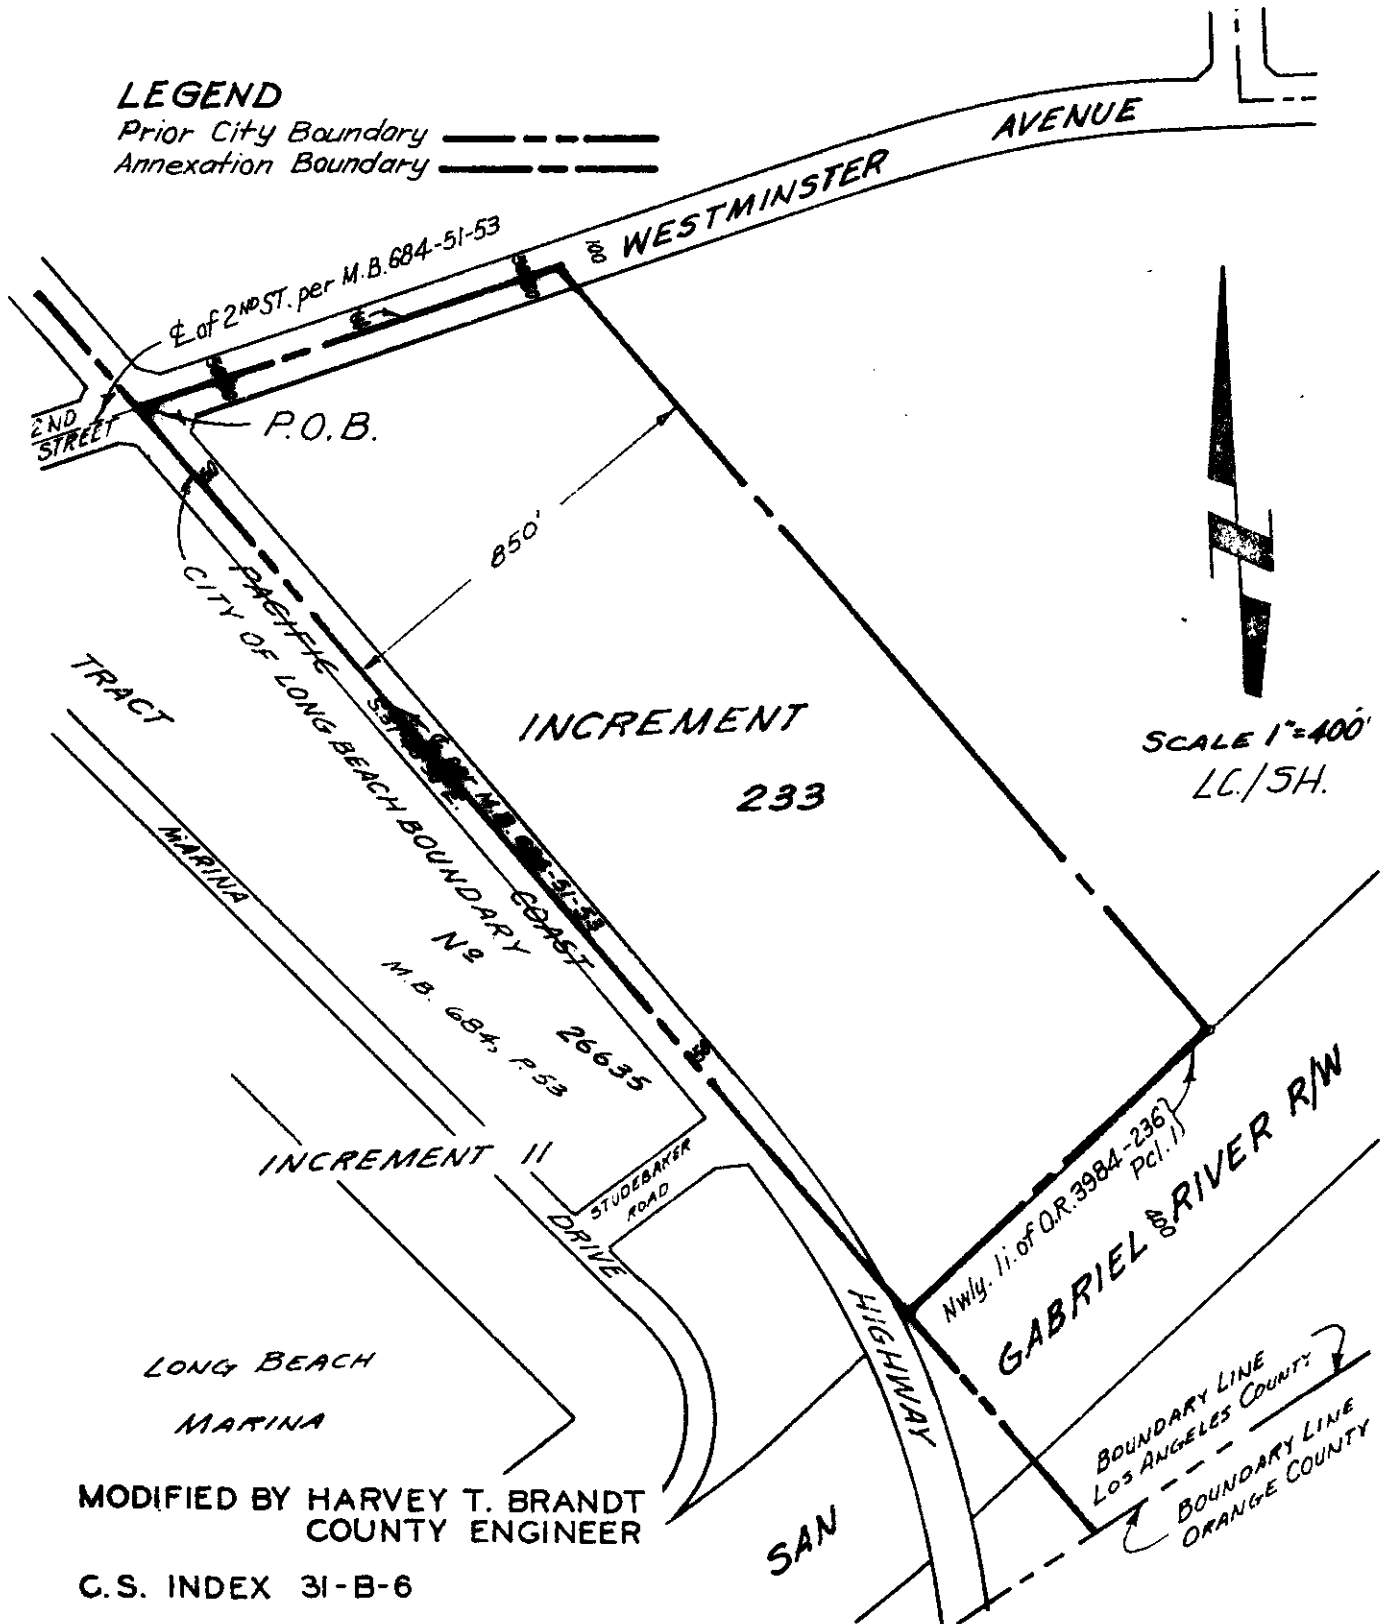 LEGEND
Prior City Boundary
Annexation Boundary
WESTMINSTER AVENUE
100
℄ of 2ND ST. per M.B. 684-51-53
2ND
STREET
P.O.B.
50
850'
PACIFIC COAST HIGHWAY
CITY OF LONG BEACH BOUNDARY
TRACT
Nº
26635
M.B. 684, P.53
INCREMENT
233
SCALE 1"=400'
LC./SH.
MARINA
DRIVE
INCREMENT 11
STUDEBAKER
ROAD
Nwly. li. of O.R. 3984-236
Pcl. 1
SAN GABRIEL RIVER R/W
400
LONG BEACH
MARINA
BOUNDARY LINE
LOS ANGELES COUNTY
BOUNDARY LINE
ORANGE COUNTY
MODIFIED BY HARVEY T. BRANDT
COUNTY ENGINEER
C.S. INDEX 31-B-6